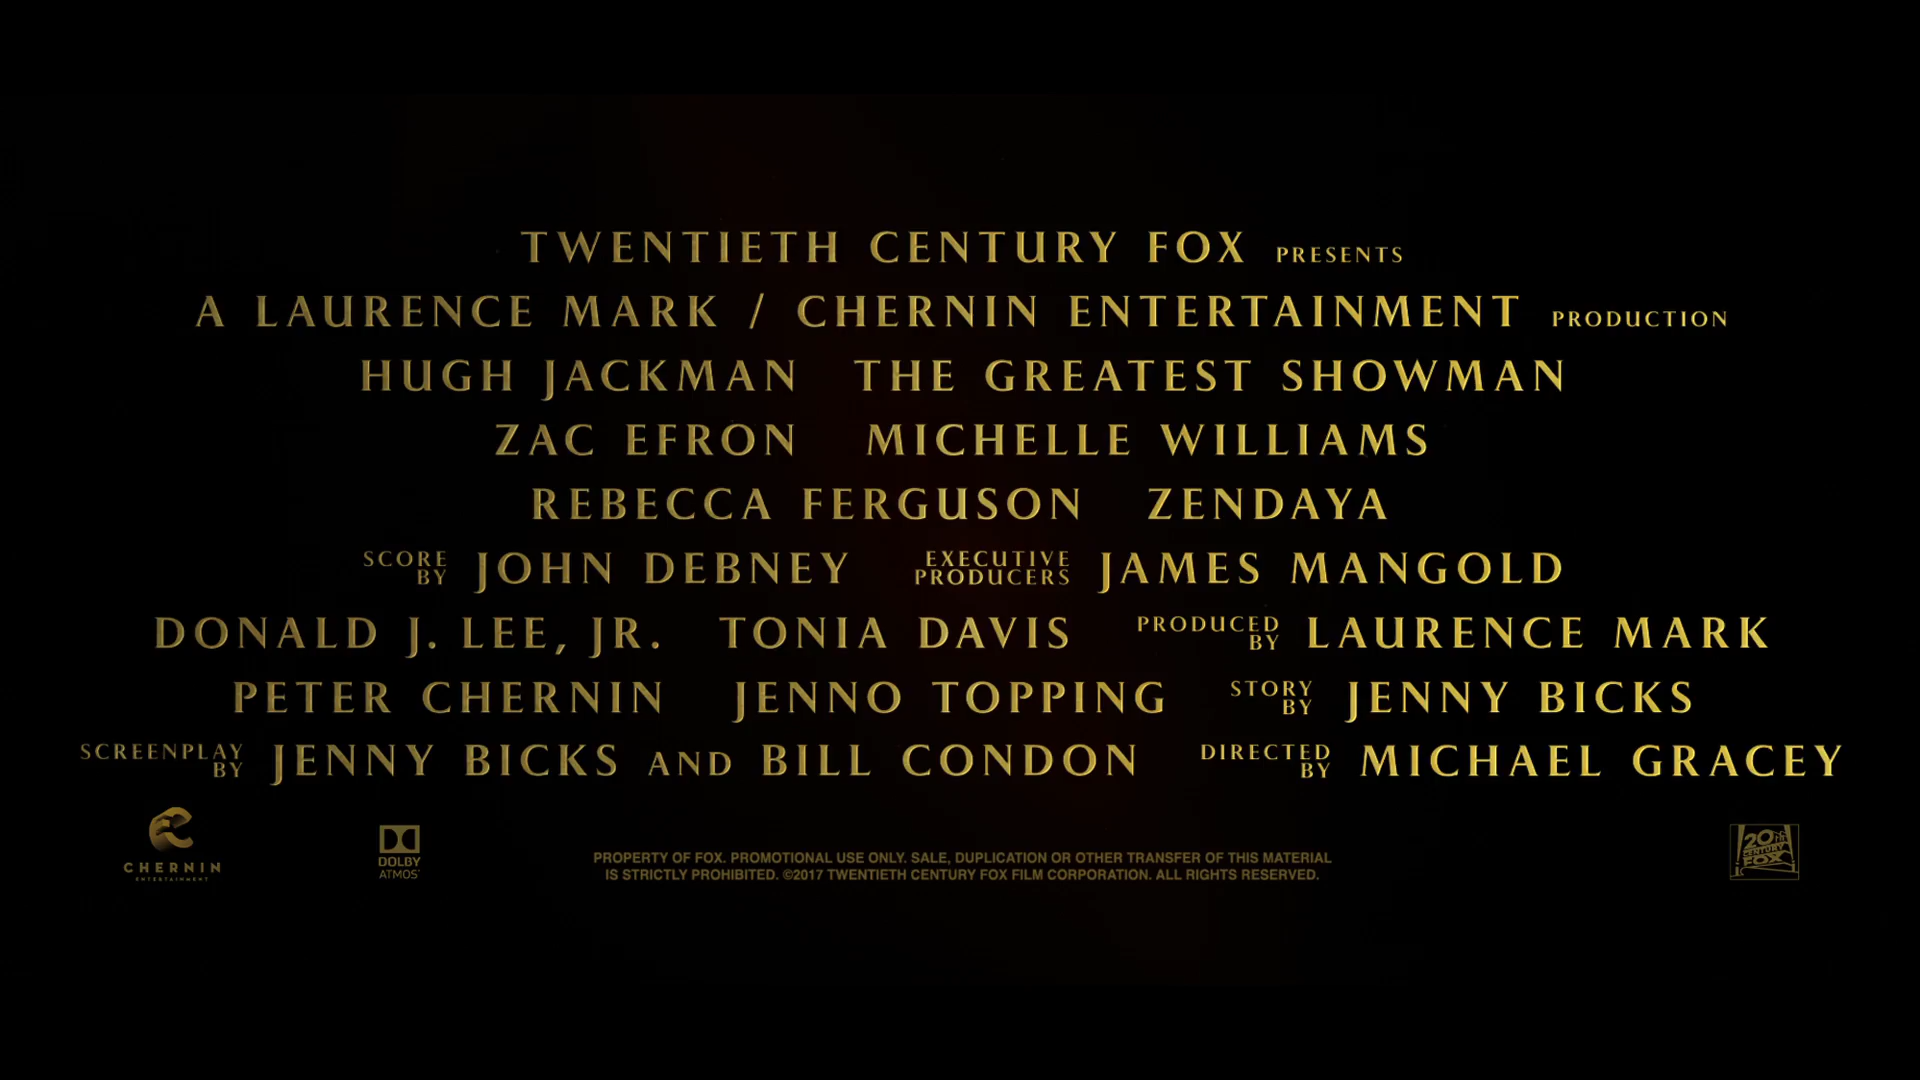 TWENTIETH CENTURY FOX PRESENTS
A LAURENCE MARK / CHERNIN ENTERTAINMENT PRODUCTION
HUGH JACKMAN THE GREATEST SHOWMAN
ZAC EFRON MICHELLE WILLIAMS
REBECCA FERGUSON ZENDAYA
SCORE BY JOHN DEBNEY EXECUTIVE PRODUCERS JAMES MANGOLD
DONALD J. LEE, JR. TONIA DAVIS PRODUCED BY LAURENCE MARK
PETER CHERNIN JENNO TOPPING STORY BY JENNY BICKS
SCREENPLAY BY JENNY BICKS AND BILL CONDON DIRECTED BY MICHAEL GRACEY
CHERNIN
ENTERTAINMENT
DOLBY
ATMOS
PROPERTY OF FOX. PROMOTIONAL USE ONLY. SALE, DUPLICATION OR OTHER TRANSFER OF THIS MATERIAL
IS STRICTLY PROHIBITED. ©2017 TWENTIETH CENTURY FOX FILM CORPORATION. ALL RIGHTS RESERVED.
20TH
CENTURY
FOX